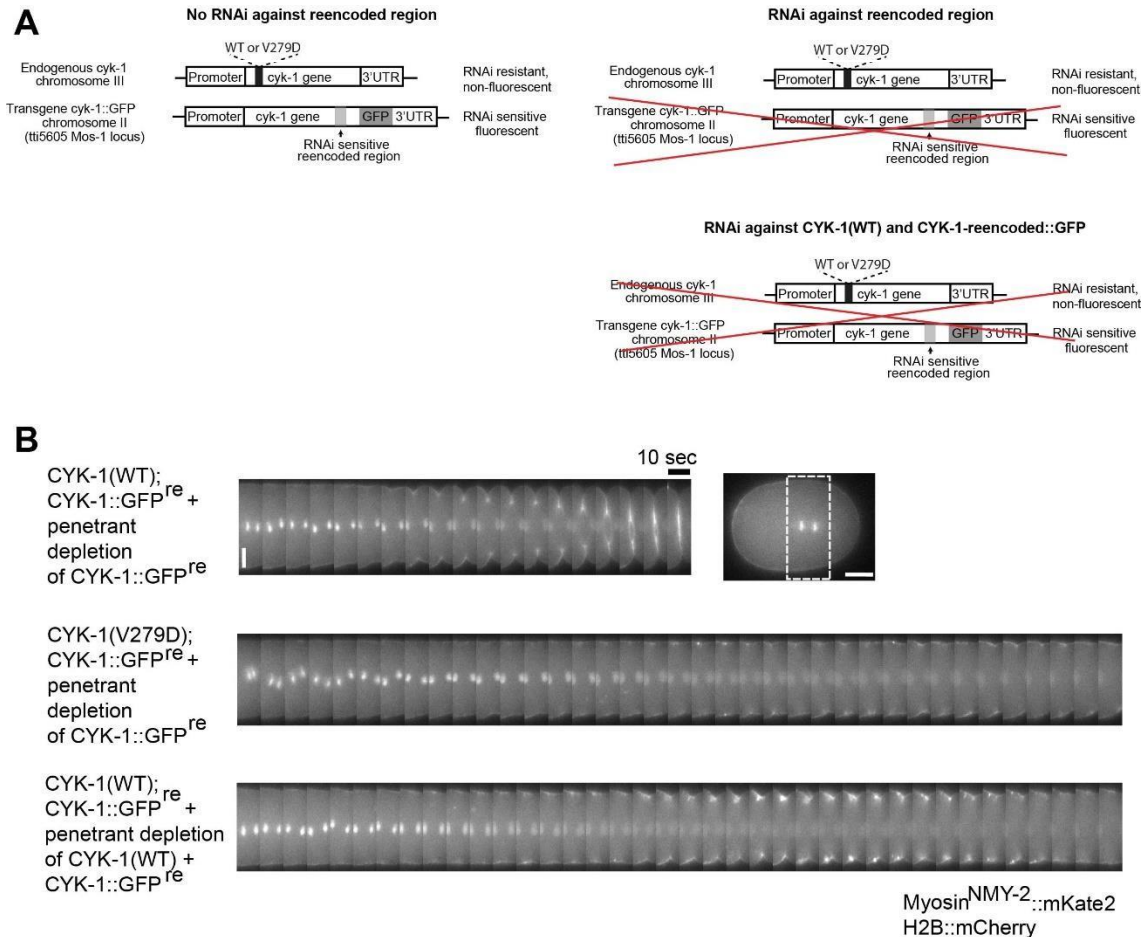 A
No RNAi against reencoded region
WT or V279D
Endogenous cyk-1
chromosome III
Promoter
cyk-1 gene
3'UTR
RNAi resistant,
non-fluorescent
Transgene cyk-1::GFP
chromosome II
(tti5605 Mos-1 locus)
Promoter
cyk-1 gene
GFP
3'UTR
RNAi sensitive
fluorescent
RNAi sensitive
reencoded region
RNAi against reencoded region
WT or V279D
Endogenous cyk-1
chromosome III
Promoter
cyk-1 gene
3'UTR
RNAi resistant,
non-fluorescent
Transgene cyk-1::GFP
chromosome II
(tti5605 Mos-1 locus)
Promoter
cyk-1 gene
GFP
3'UTR
RNAi sensitive
fluorescent
RNAi sensitive
reencoded region
RNAi against CYK-1(WT) and CYK-1-reencoded::GFP
WT or V279D
Endogenous cyk-1
chromosome III
Promoter
cyk-1 gene
3'UTR
RNAi resistant,
non-fluorescent
Transgene cyk-1::GFP
chromosome II
(tti5605 Mos-1 locus)
Promoter
cyk-1 gene
GFP
3'UTR
RNAi sensitive
fluorescent
RNAi sensitive
reencoded region
B
CYK-1(WT);
CYK-1::GFP re +
penetrant
depletion
of CYK-1::GFP re
10 sec
CYK-1(V279D);
CYK-1::GFP re +
penetrant
depletion
of CYK-1::GFP re
CYK-1(WT);
CYK-1::GFP re +
penetrant depletion
of CYK-1(WT) +
CYK-1::GFP re
Myosin NMY-2::mKate2
H2B::mCherry